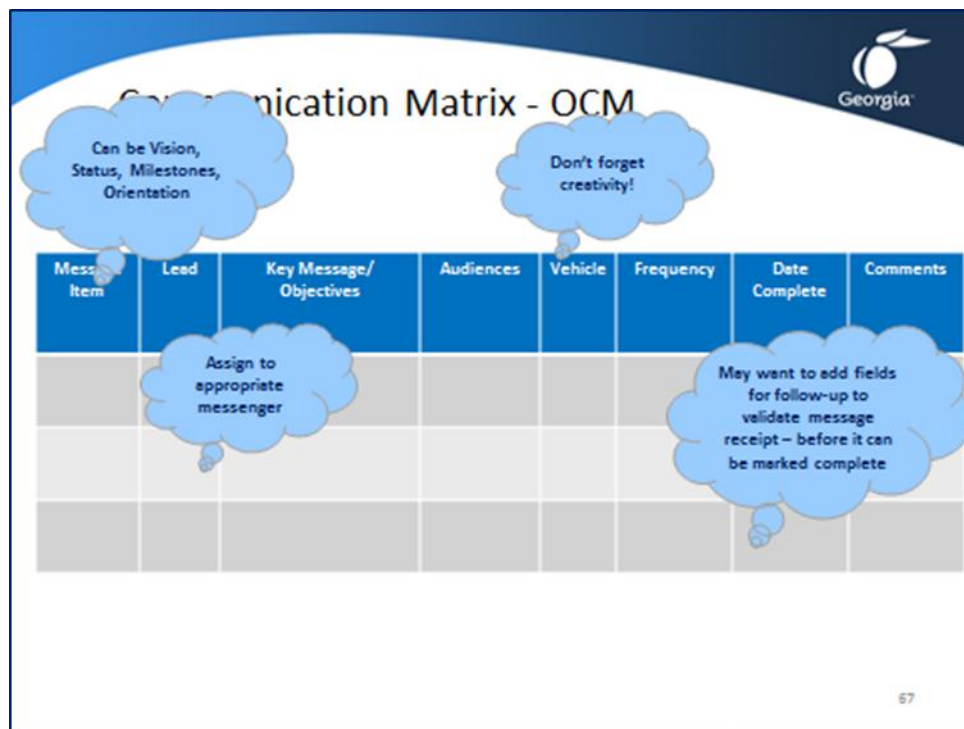 Communication Matrix - OCM
Georgia
Can be Vision,
Status, Milestones,
Orientation
Don't forget
creativity!
Message
Item
Lead
Key Message/
Objectives
Audiences
Vehicle
Frequency
Date
Complete
Comments
Assign to
appropriate
messenger
May want to add fields
for follow-up to
validate message
receipt – before it can
be marked complete
67